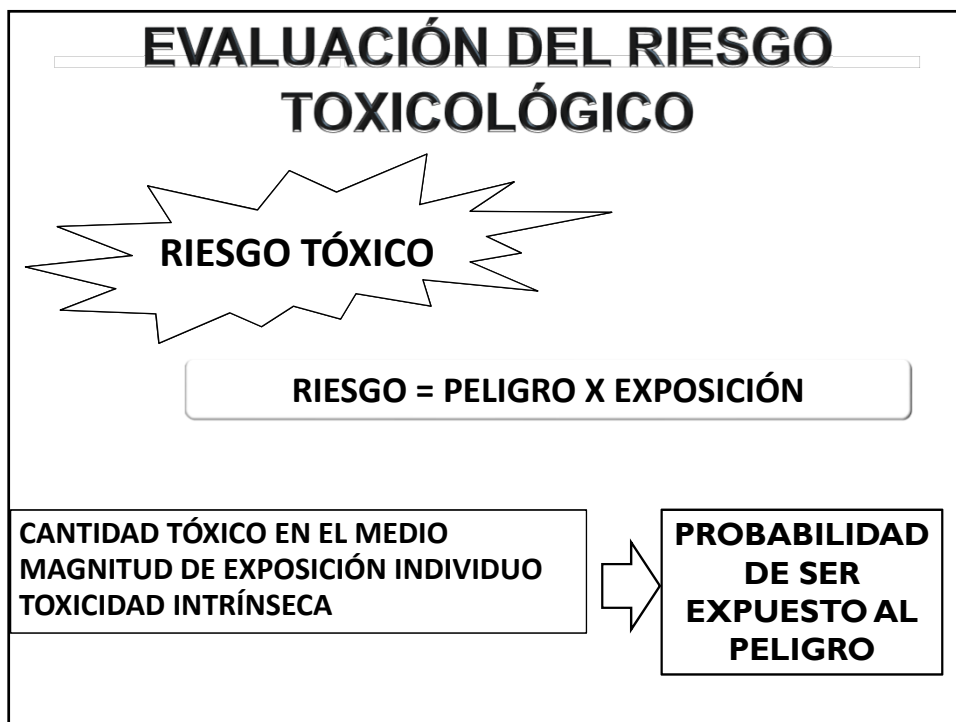 EVALUACIÓN DEL RIESGO
TOXICOLÓGICO
RIESGO TÓXICO
RIESGO = PELIGRO X EXPOSICIÓN
CANTIDAD TÓXICO EN EL MEDIO
MAGNITUD DE EXPOSICIÓN INDIVIDUO
TOXICIDAD INTRÍNSECA
PROBABILIDAD
DE SER
EXPUESTO AL
PELIGRO